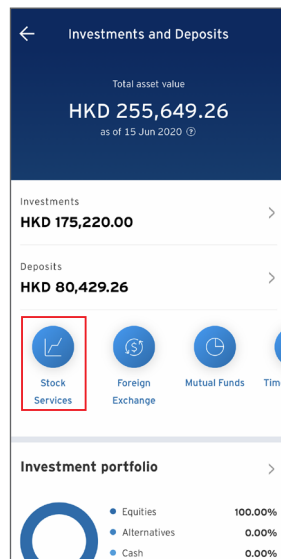 Investments and Deposits
Total asset value
HKD 255,649.26
as of 15 Jun 2020 ?
Investments
HKD 175,220.00
Deposits
HKD 80,429.26
Stock Foreign Mutual Funds
Services Exchange
Investment portfolio
Equities 100.00%
Alternatives 0.00%
Cash 0.00%